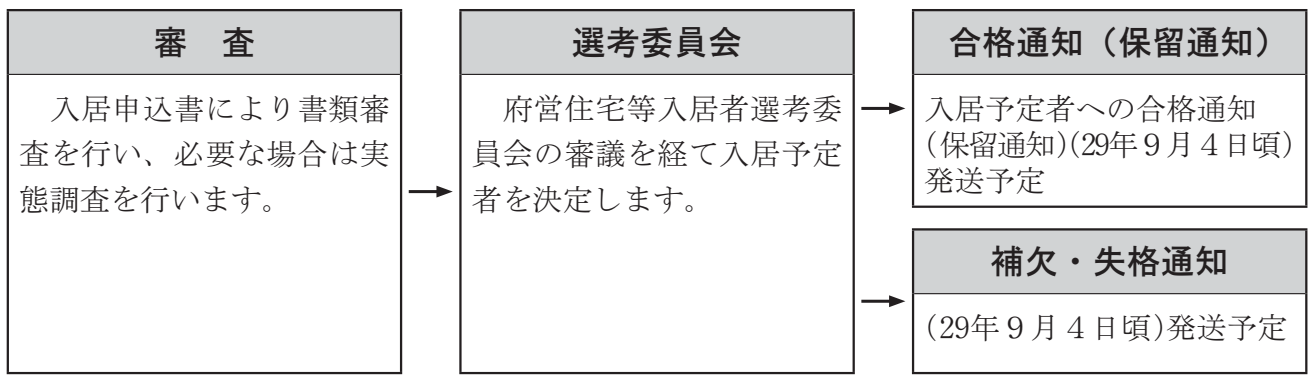 審　査
入居申込書により書類審
査を行い、必要な場合は実
態調査を行います。
選考委員会
府営住宅等入居者選考委
員会の審議を経て入居予定
者を決定します。
合格通知（保留通知）
入居予定者への合格通知
(保留通知)(29年９月４日頃)
発送予定
補欠・失格通知
(29年９月４日頃)発送予定